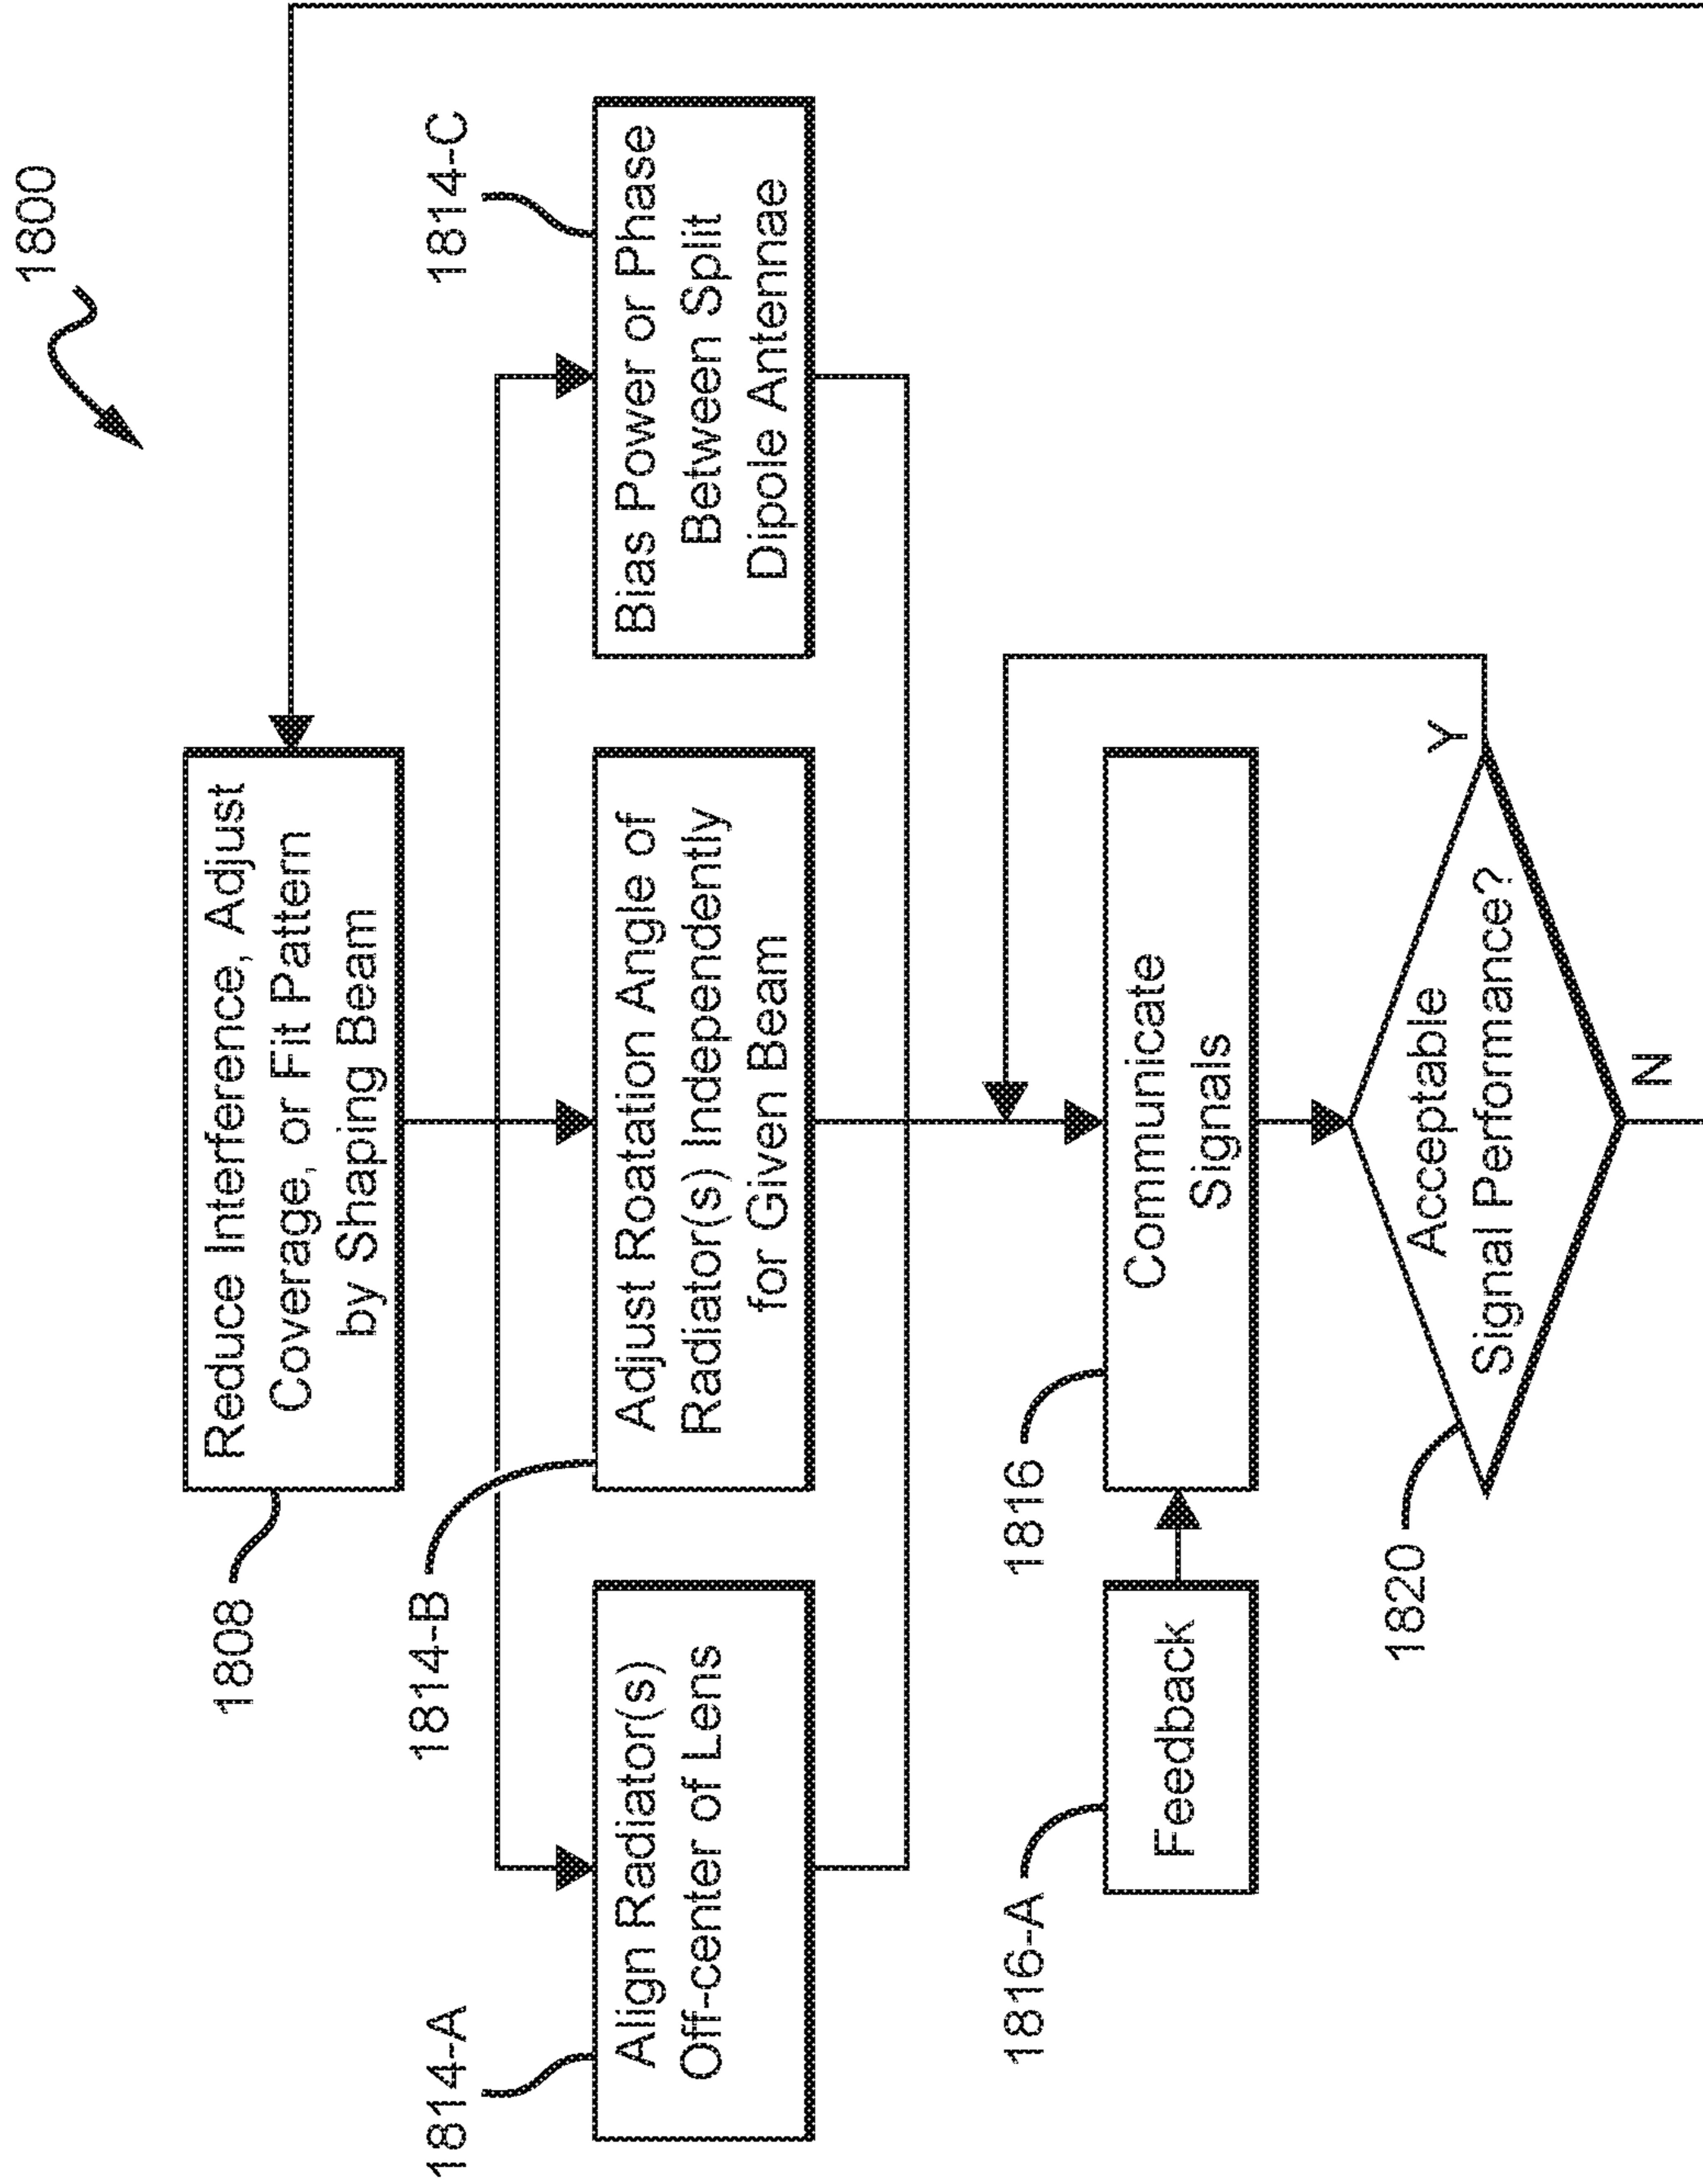 1800
1808
Reduce Interference, Adjust
Coverage, or Fit Pattern
by Shaping Beam
1814-A
Align Radiator(s)
Off-center of Lens
1814-B
Adjust Roatation Angle of
Radiator(s) Independently
for Given Beam
1814-C
Bias Power or Phase
Between Split
Dipole Antennae
1816-A
Feedback
1816
Communicate
Signals
1820
Acceptable
Signal Performance?
Y
N